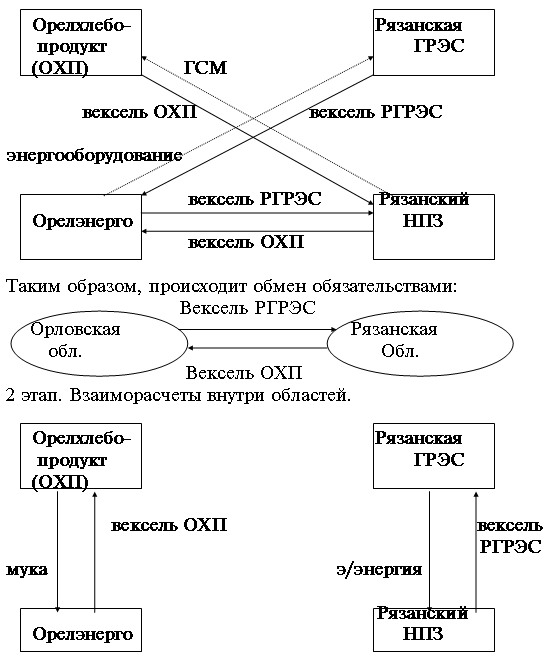 Орелхлебо–
продукт
(ОХП)
Рязанская
ГРЭС
ГСМ
вексель ОХП
вексель РГРЭС
энергооборудование
Орелэнерго
вексель РГРЭС
вексель ОХП
Рязанский
НПЗ
Таким образом, происходит обмен обязательствами:
Вексель РГРЭС
Орловская
обл.
Рязанская
Обл.
Вексель ОХП
2 этап. Взаиморасчеты внутри областей.
Орелхлебо–
продукт
(ОХП)
Рязанская
ГРЭС
вексель ОХП
вексель
РГРЭС
мука
э/энергия
Орелэнерго
Рязанский
НПЗ